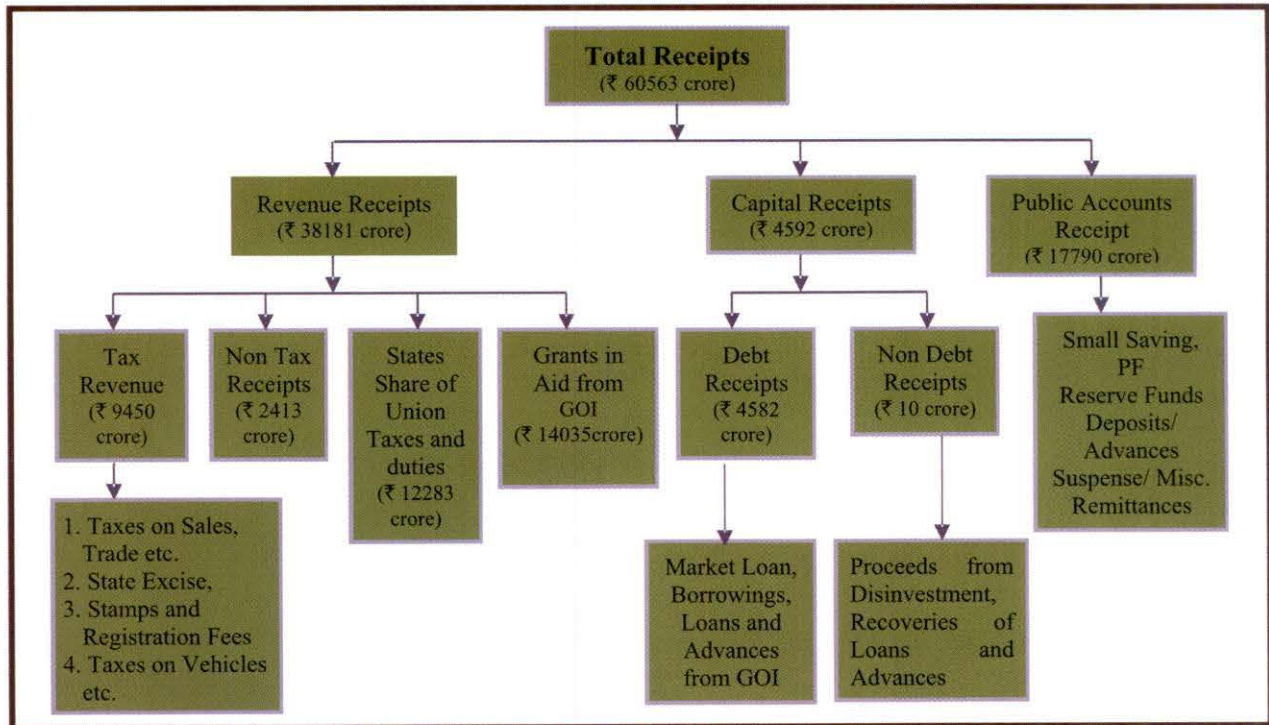 Total Receipts
(₹ 60563 crore)
Revenue Receipts
(₹ 38181 crore)
Capital Receipts
(₹ 4592 crore)
Public Accounts
Receipt
(₹ 17790 crore)
Tax
Revenue
(₹ 9450
crore)
Non Tax
Receipts
(₹ 2413
crore)
States
Share of
Union
Taxes and
duties
(₹ 12283
crore)
Grants in
Aid from
GOI
(₹ 14035crore)
Debt
Receipts
(₹ 4582
crore)
Non Debt
Receipts
(₹ 10 crore)
Small Saving,
PF
Reserve Funds
Deposits/
Advances
Suspense/ Misc.
Remittances
1. Taxes on Sales,
Trade etc.
2. State Excise,
3. Stamps and
Registration Fees
4. Taxes on Vehicles
etc.
Market Loan,
Borrowings,
Loans and
Advances
from GOI
Proceeds from
Disinvestment,
Recoveries of
Loans and
Advances